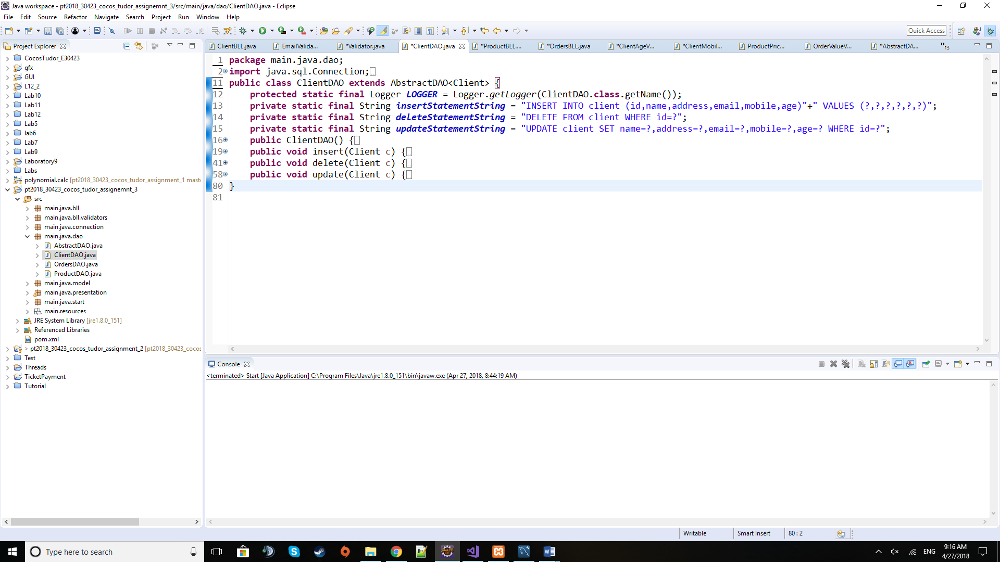 Java workspace - pt2018_30423_cocos_tudor_assignemnt_3/src/main/java/dao/ClientDAO.java - Eclipse
File Edit Source Refactor Navigate Search Project Run Window Help
Quick Access
Project Explorer
CocosTudor_E30423
gfx
GUI
L12_2
Lab10
Lab11
Lab12
Lab5
lab6
Lab7
Lab9
Laboratory9
Labs
polynomial.calc [pt2018_30423_cocos_tudor_assignment_1 maste
pt2018_30423_cocos_tudor_assignemnt_3
src
main.java.bll
main.java.bll.validators
main.java.connection
main.java.dao
AbstractDAO.java
ClientDAO.java
OrdersDAO.java
ProductDAO.java
main.java.model
main.java.presentation
main.java.start
main.resources
JRE System Library [jre1.8.0_151]
Referenced Libraries
pom.xml
> pt2018_30423_cocos_tudor_assignment_2 [pt2018_30423_cocos
Test
Threads
TicketPayment
Tutorial
ClientBLL.java EmailValida... *Validator.java *ClientDAO.java *ProductBLL.... *OrdersBLL.java *ClientAgeV... *ClientMobil... ProductPric... OrderValueV... *AbstractDA... »13
1 package main.java.dao;
2 import java.sql.Connection;
11 public class ClientDAO extends AbstractDAO<Client> {
12 protected static final Logger LOGGER = Logger.getLogger(ClientDAO.class.getName());
13 private static final String insertStatementString = "INSERT INTO client (id,name,address,email,mobile,age)"+" VALUES (?,?,?,?,?,?)";
14 private static final String deleteStatementString = "DELETE FROM client WHERE id=?";
15 private static final String updateStatementString = "UPDATE client SET name=?,address=?,email=?,mobile=?,age=? WHERE id=?";
16 public ClientDAO() {
19 public void insert(Client c) {
41 public void delete(Client c) {
58 public void update(Client c) {
80 }
81
Console
<terminated> Start [Java Application] C:\Program Files\Java\jre1.8.0_151\bin\javaw.exe (Apr 27, 2018, 8:44:19 AM)
Writable Smart Insert 80 : 2
Type here to search
ENG
9:16 AM
4/27/2018